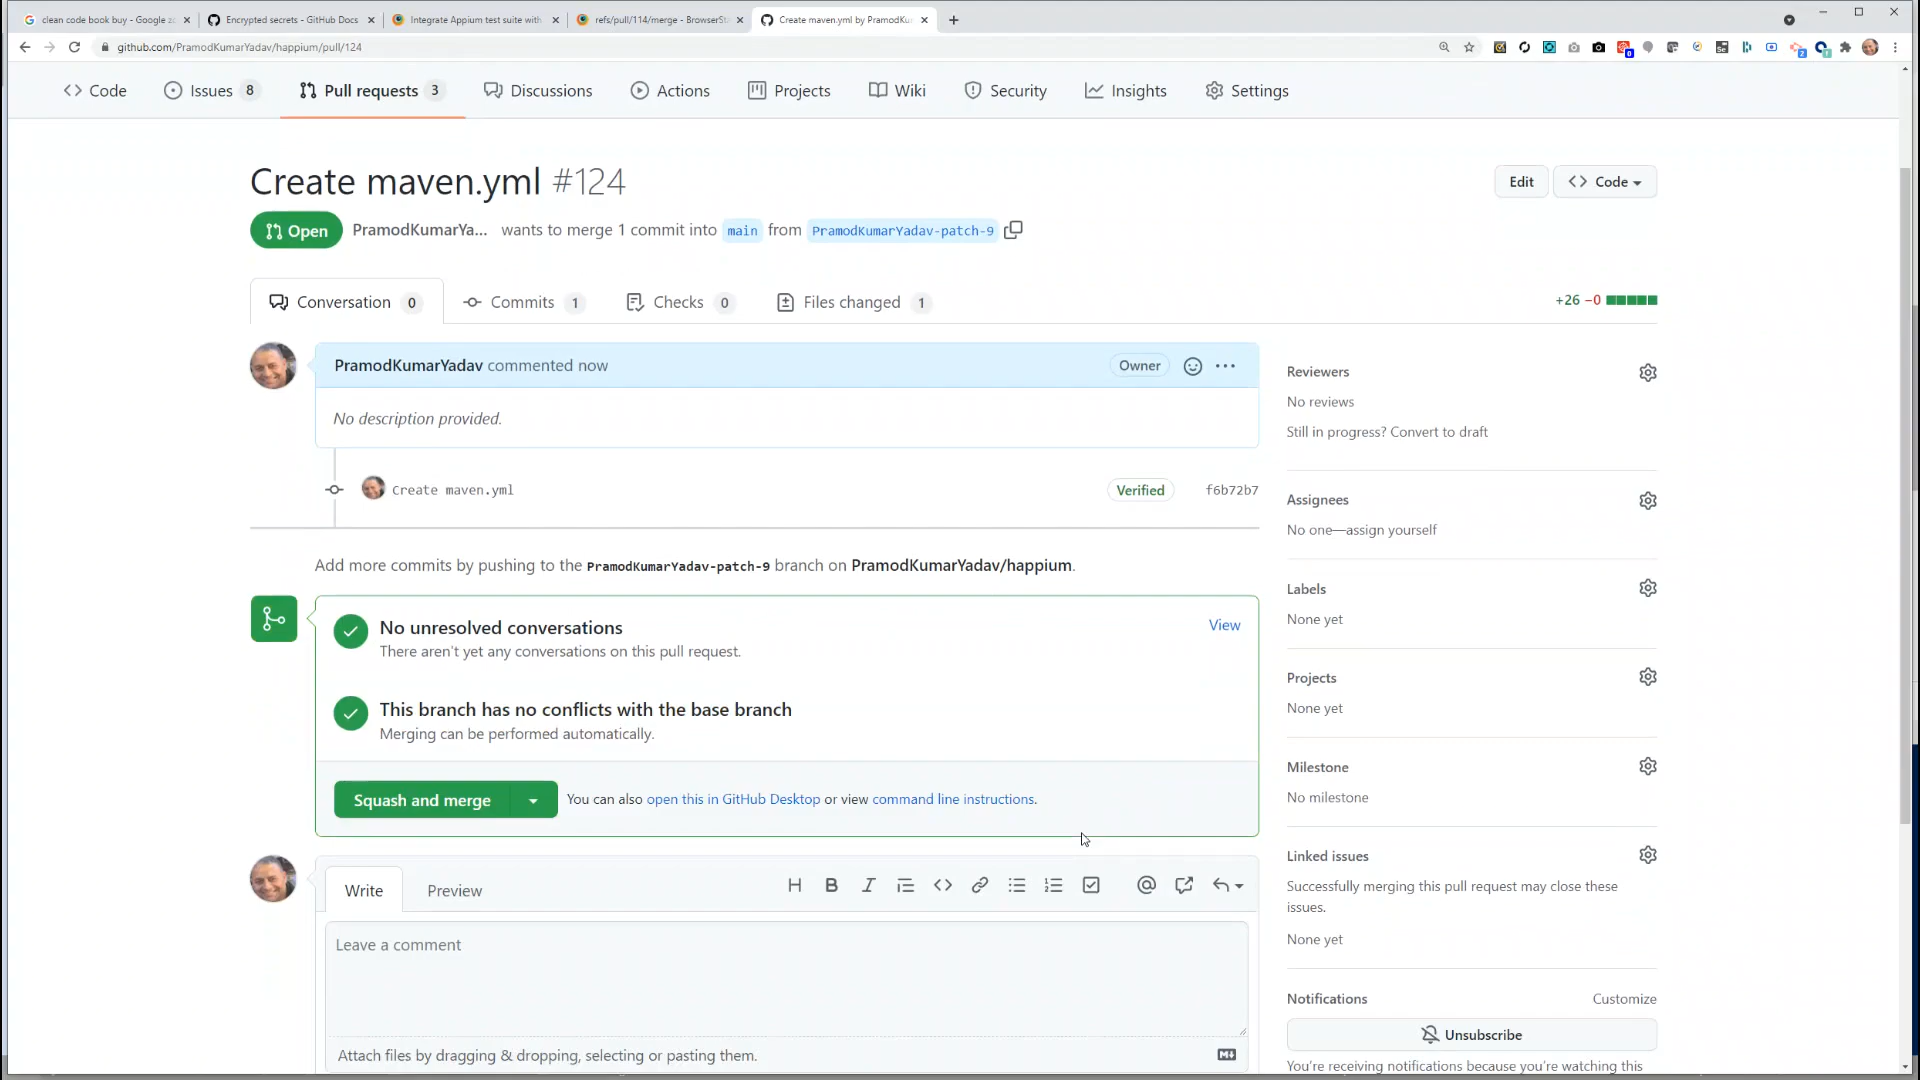 clean code book buy - Google
Encrypted secrets - GitHub Docs
Integrate Appium test suite with
refs/pull/114/merge - BrowserSt
Create maven.yml by PramodKu
github.com/PramodKumarYadav/happium/pull/124
Code
Issues 8
Pull requests 3
Discussions
Actions
Projects
Wiki
Security
Insights
Settings
Create maven.yml #124
Edit
Code
Open
PramodKumarYa... wants to merge 1 commit into main from PramodKumarYadav-patch-9
Conversation 0
Commits 1
Checks 0
Files changed 1
+26 −0
PramodKumarYadav commented now
Owner
No description provided.
Create maven.yml
Verified
f6b72b7
Add more commits by pushing to the PramodKumarYadav-patch-9 branch on PramodKumarYadav/happium.
No unresolved conversations
View
There aren't yet any conversations on this pull request.
This branch has no conflicts with the base branch
Merging can be performed automatically.
Squash and merge
You can also open this in GitHub Desktop or view command line instructions.
Write
Preview
H B I
Leave a comment
Attach files by dragging & dropping, selecting or pasting them.
Reviewers
No reviews
Still in progress? Convert to draft
Assignees
No one—assign yourself
Labels
None yet
Projects
None yet
Milestone
No milestone
Linked issues
Successfully merging this pull request may close these
issues.
None yet
Notifications
Customize
Unsubscribe
You're receiving notifications because you're watching this